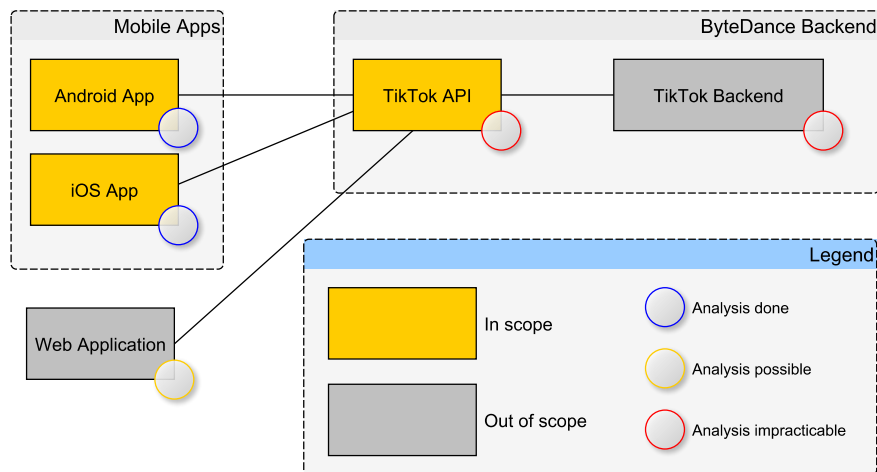 Mobile Apps
ByteDance Backend
Android App
TikTok API
TikTok Backend
iOS App
Legend
Web Application
In scope
Out of scope
Analysis done
Analysis possible
Analysis impracticable